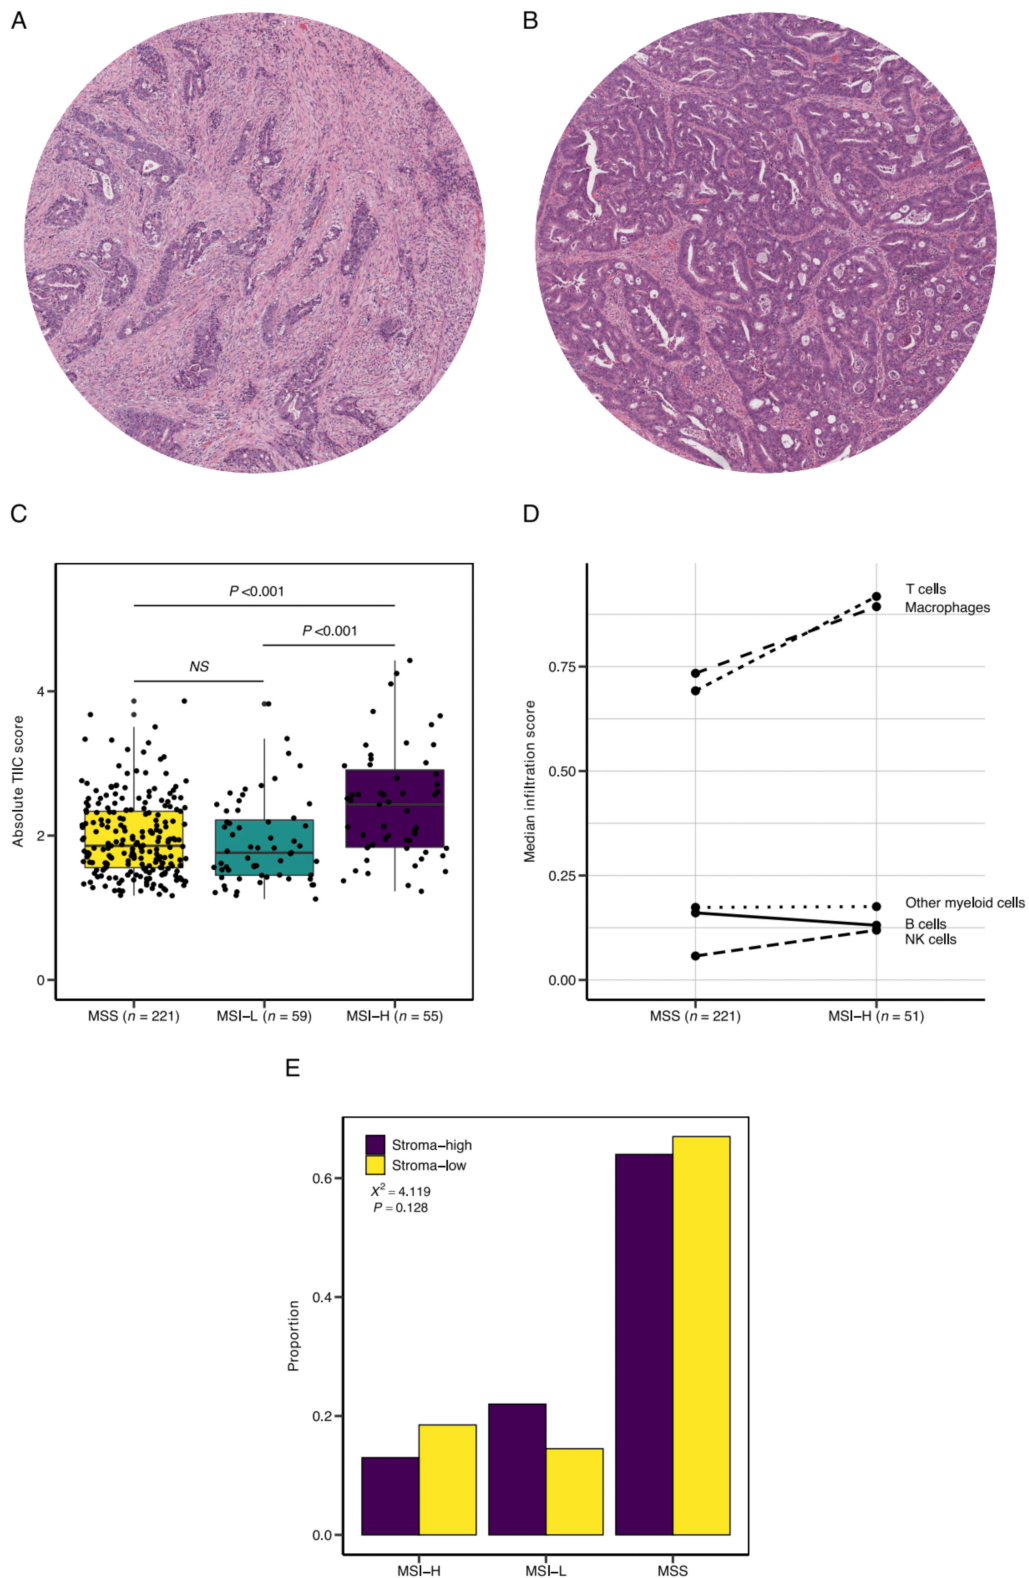 A
B
C
Absolute TIIC score
4
2
0
P <0.001
P <0.001
NS
MSS (n = 221)
MSI–L (n = 59)
MSI–H (n = 55)
D
Median infiltration score
0.75
0.50
0.25
0.00
T cells
Macrophages
Other myeloid cells
B cells
NK cells
MSS (n = 221)
MSI–H (n = 51)
E
Proportion
0.6
0.4
0.2
0.0
Stroma–high
Stroma–low
X² = 4.119
P = 0.128
MSI–H
MSI–L
MSS